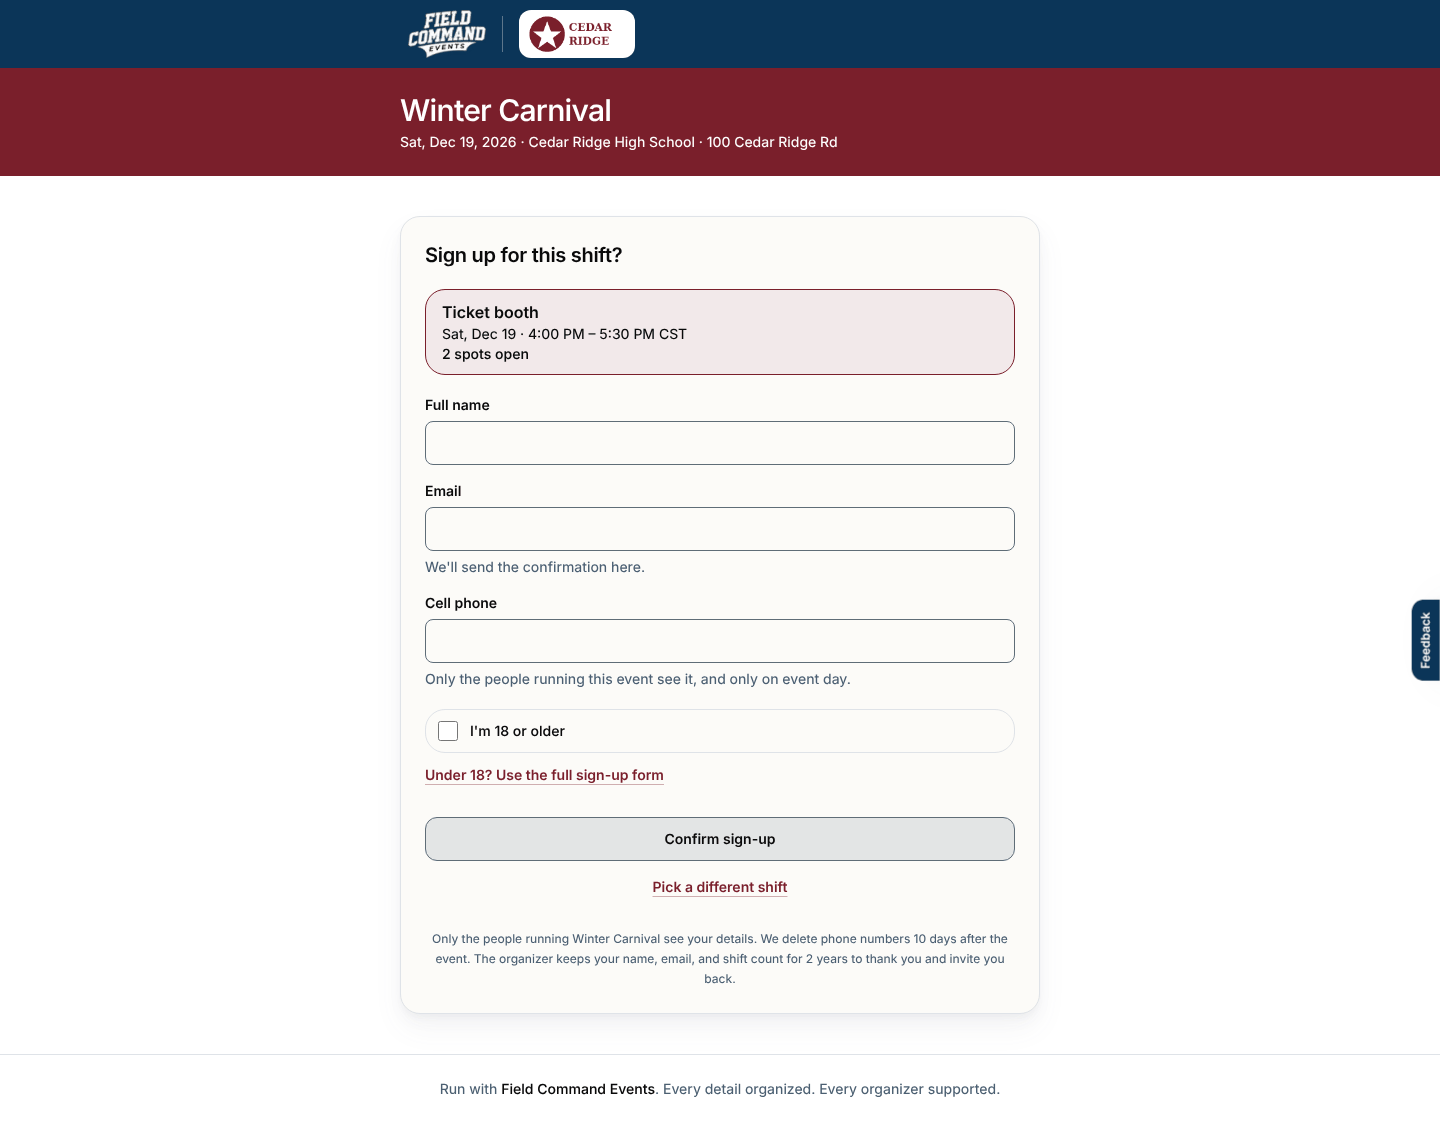 FIELD
COMMAND
EVENTS
CEDAR
RIDGE
Winter Carnival
Sat, Dec 19, 2026 · Cedar Ridge High School · 100 Cedar Ridge Rd
Sign up for this shift?
Ticket booth
Sat, Dec 19 · 4:00 PM – 5:30 PM CST
2 spots open
Full name
Email
We'll send the confirmation here.
Cell phone
Only the people running this event see it, and only on event day.
I'm 18 or older
Under 18? Use the full sign-up form
Confirm sign-up
Pick a different shift
Only the people running Winter Carnival see your details. We delete phone numbers 10 days after the
event. The organizer keeps your name, email, and shift count for 2 years to thank you and invite you
back.
Feedback
Run with Field Command Events. Every detail organized. Every organizer supported.